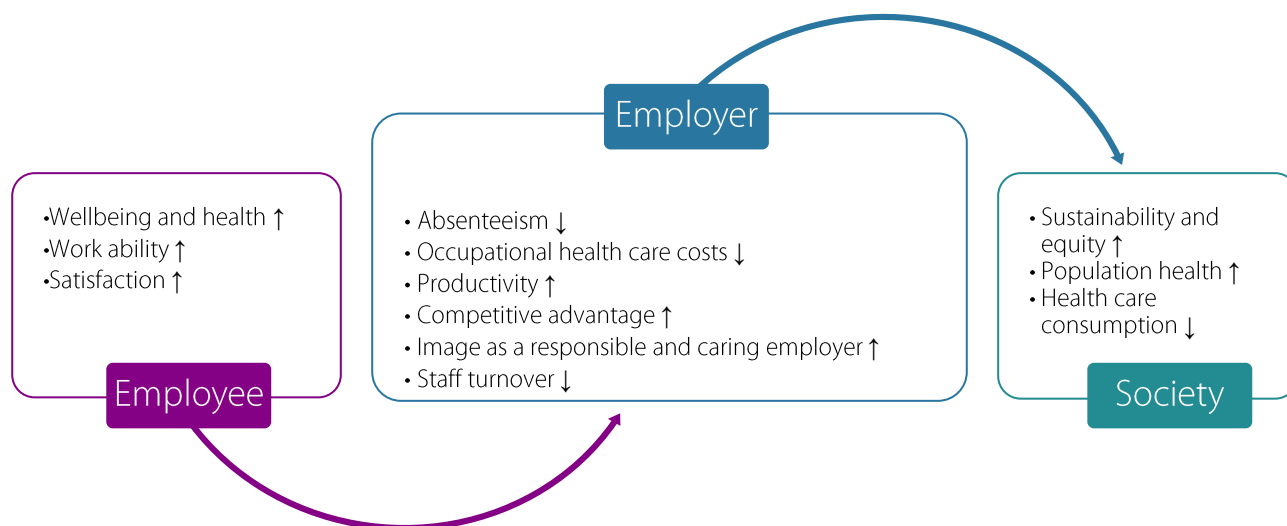 Employee
•Wellbeing and health ↑
•Work ability ↑
•Satisfaction ↑
Employer
• Absenteeism ↓
• Occupational health care costs ↓
• Productivity ↑
• Competitive advantage ↑
• Image as a responsible and caring employer ↑
• Staff turnover ↓
Society
• Sustainability and
equity ↑
• Population health ↑
• Health care
consumption ↓